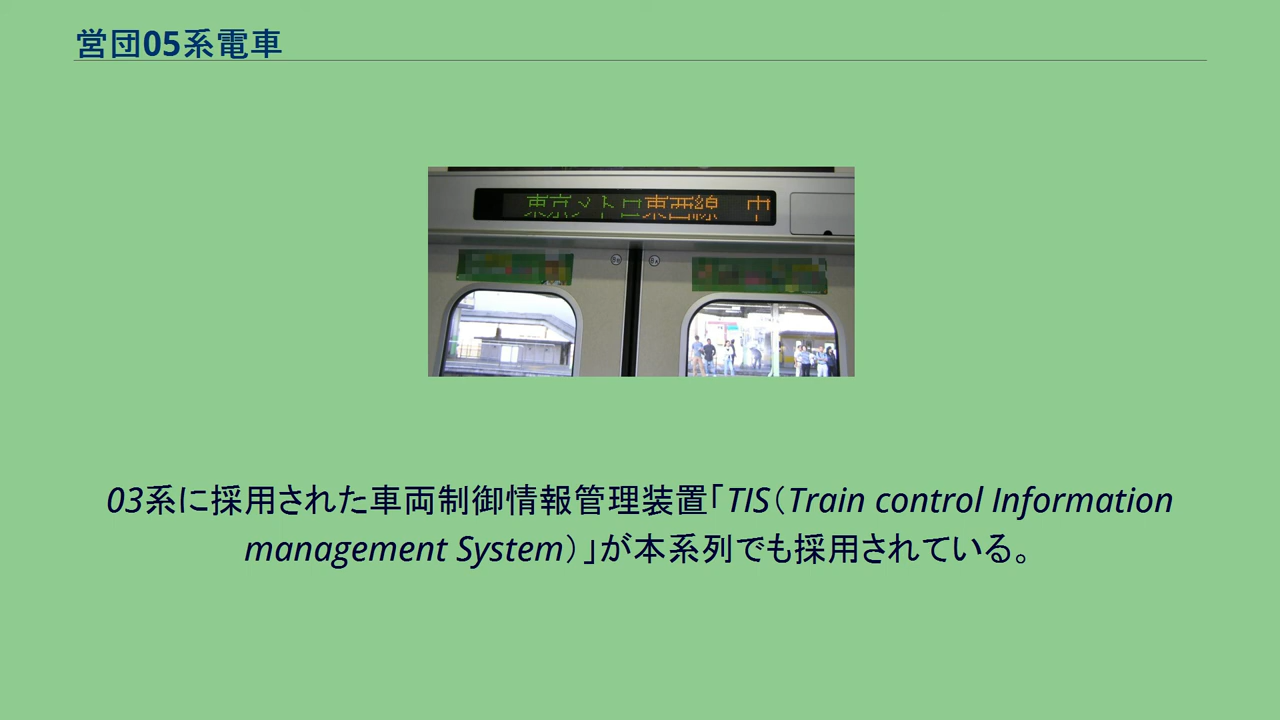 営団05系電車
東京メトロ東西線 中
03系に採用された車両制御情報管理装置「TIS（Train control Information
management System）」が本系列でも採用されている。